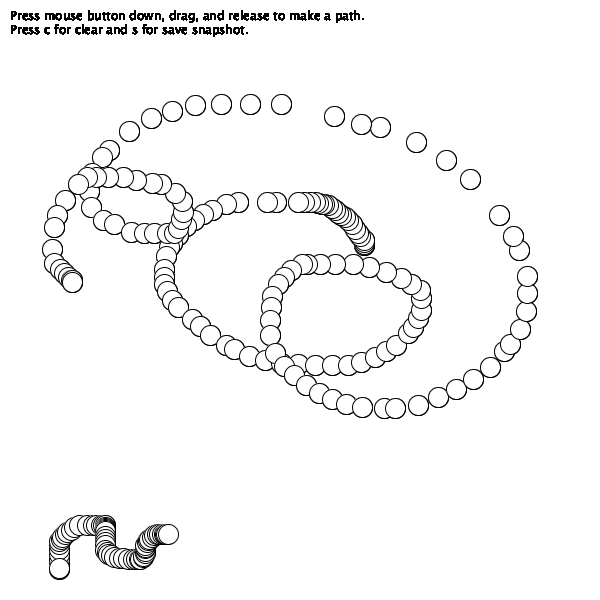 Press mouse button down, drag, and release to make a path.
Press c for clear and s for save snapshot.